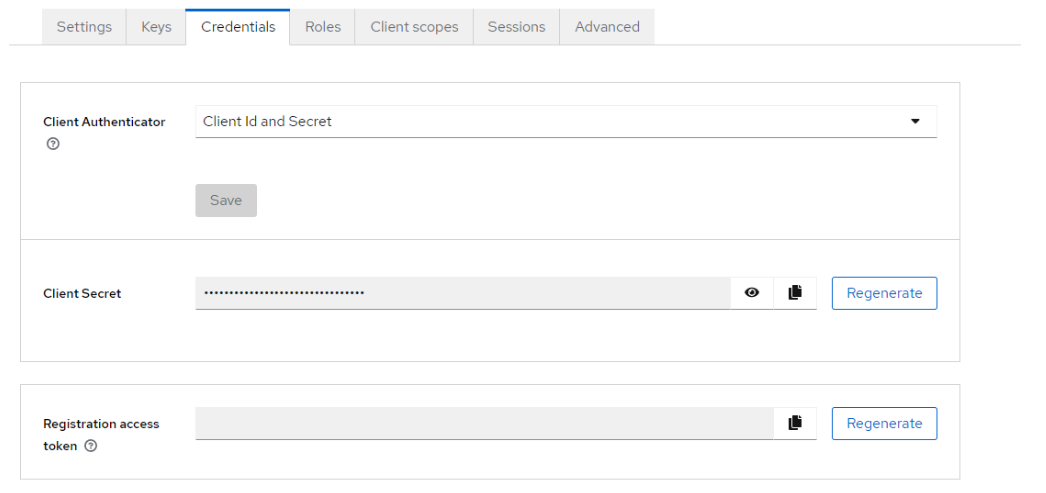 Settings Keys Credentials Roles Client scopes Sessions Advanced
Client Authenticator Client Id and Secret
Save
Client Secret ••••••••••••••••••••••••••••••••
Regenerate
Registration access
token
Regenerate